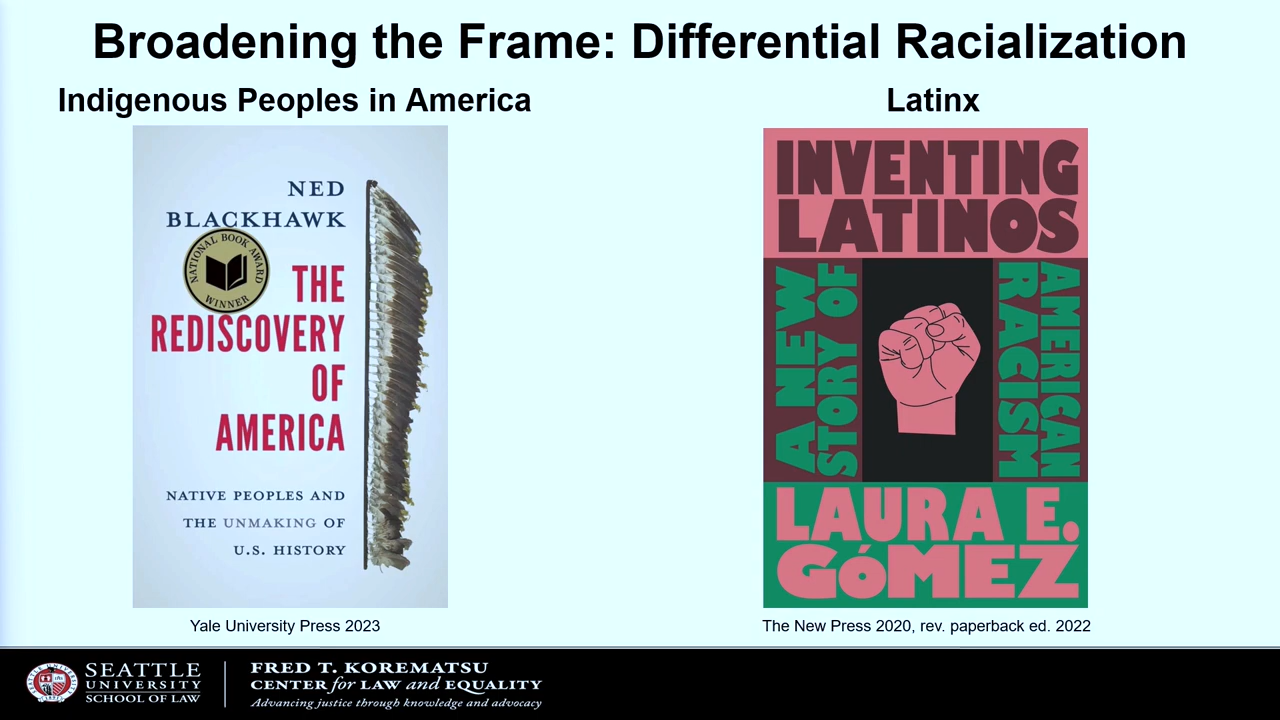 Broadening the Frame: Differential Racialization
Indigenous Peoples in America
NED
BLACKHAWK
NATIONAL BOOK AWARD
WINNER
THE
REDISCOVERY
OF
AMERICA
NATIVE PEOPLES AND
THE UNMAKING OF
U.S. HISTORY
Yale University Press 2023
Latinx
INVENTING
LATINOS
A NEW
STORY OF
AMERICAN
RACISM
LAURA E.
GÓMEZ
The New Press 2020, rev. paperback ed. 2022
SEATTLE
UNIVERSITY
SCHOOL OF LAW
FRED T. KOREMATSU
CENTER for LAW and EQUALITY
Advancing justice through knowledge and advocacy